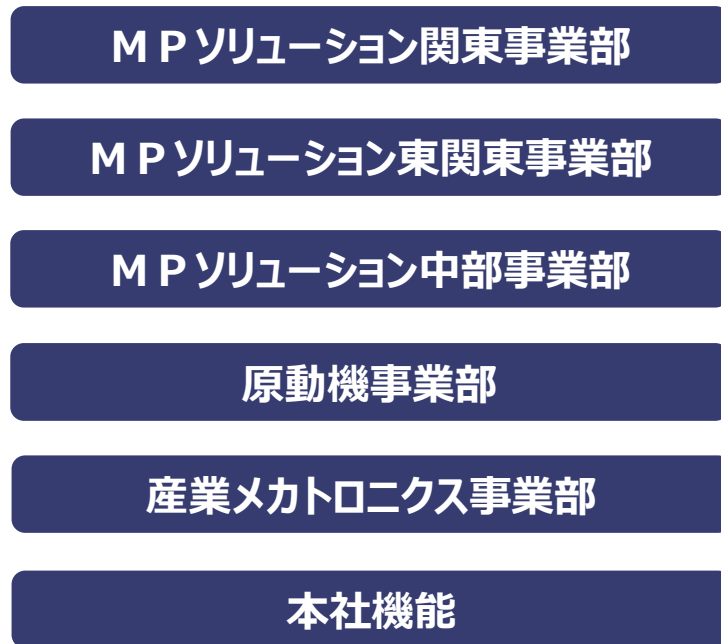 ＭＰソリューション関東事業部
ＭＰソリューション東関東事業部
ＭＰソリューション中部事業部
原動機事業部
産業メカトロニクス事業部
本社機能